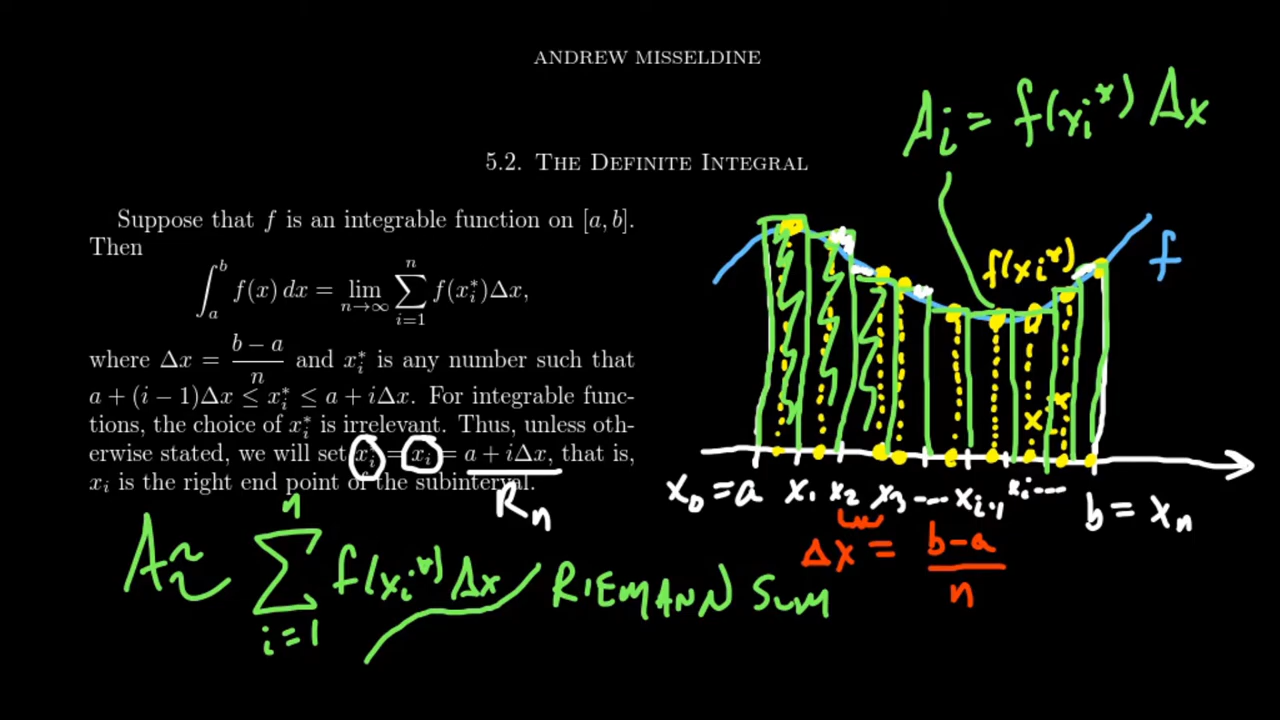 ANDREW MISSELDINE
A_i = f(x_i^*) Δx
5.2. THE DEFINITE INTEGRAL
Suppose that f is an integrable function on [a, b].
Then
∫_a^b f(x) dx = lim_{n→∞} ∑_{i=1}^n f(x_i^*)Δx,
where Δx = (b − a)/n and x_i^* is any number such that
a + (i − 1)Δx ≤ x_i^* ≤ a + iΔx. For integrable func-
tions, the choice of x_i^* is irrelevant. Thus, unless oth-
erwise stated, we will set x_i^* = x_i = a + iΔx, that is,
x_i is the right end point of the subinterval.
R_n
f(x_i^*)
f
x_i^*
x_0 = a x_1 x_2 x_3 ... x_{i-1} x_i ... b = x_n
Δx = (b-a)/n
A ≈ ∑_{i=1}^n f(x_i^*) Δx RIEMANN SUM